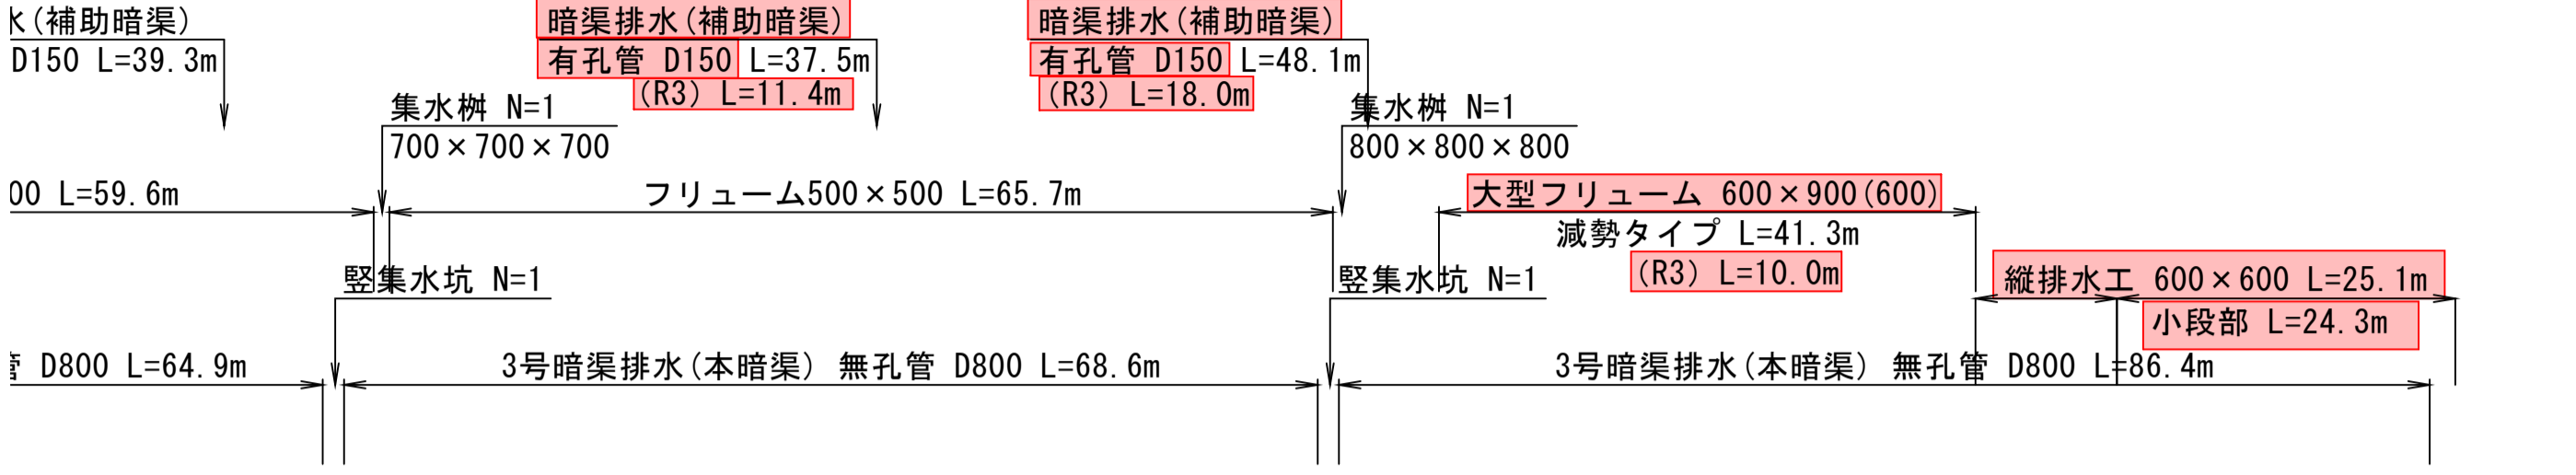 水(補助暗渠)
D150 L=39.3m
暗渠排水(補助暗渠)
有孔管 D150 L=37.5m
(R3) L=11.4m
暗渠排水(補助暗渠)
有孔管 D150 L=48.1m
(R3) L=18.0m
集水桝 N=1
700×700×700
集水桝 N=1
800×800×800
00 L=59.6m
フリューム500×500 L=65.7m
大型フリューム 600×900(600)
減勢タイプ L=41.3m
(R3) L=10.0m
竪集水坑 N=1
竪集水坑 N=1
縦排水工 600×600 L=25.1m
小段部 L=24.3m
管 D800 L=64.9m
3号暗渠排水(本暗渠) 無孔管 D800 L=68.6m
3号暗渠排水(本暗渠) 無孔管 D800 L=86.4m